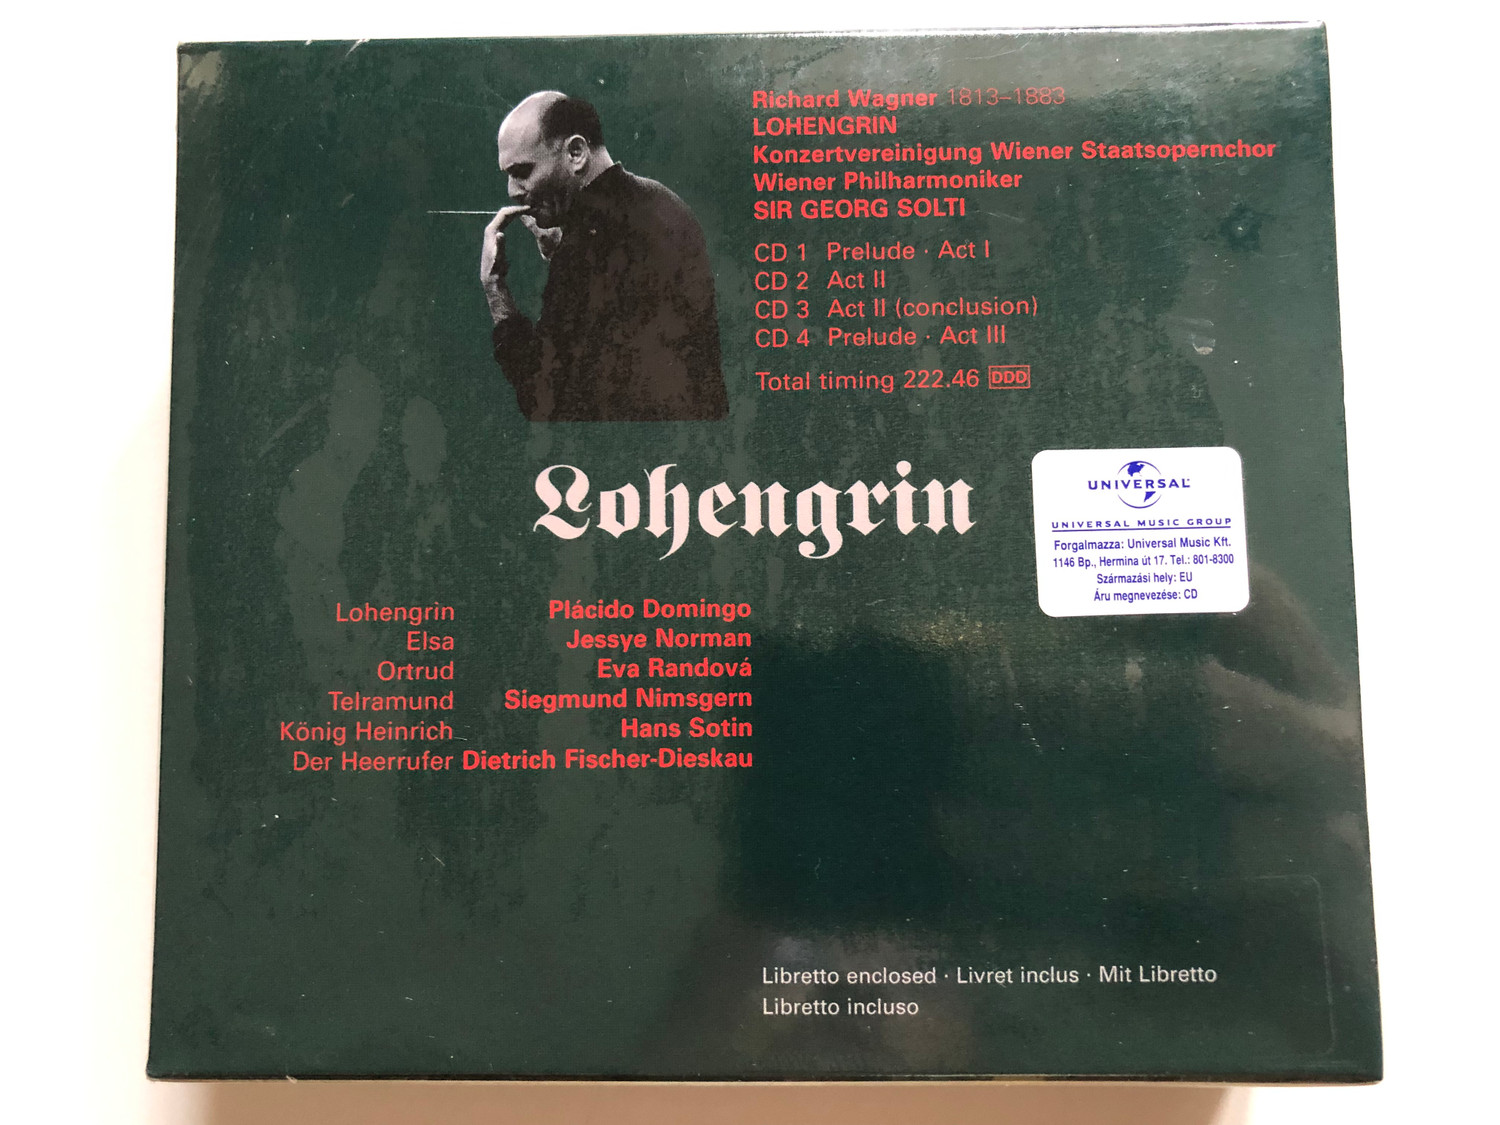 Richard Wagner 1813–1883
LOHENGRIN
Konzertvereinigung Wiener Staatsopernchor
Wiener Philharmoniker
SIR GEORG SOLTI
CD 1 Prelude · Act I
CD 2 Act II
CD 3 Act II (conclusion)
CD 4 Prelude · Act III
Total timing 222.46 DDD
Lohengrin
UNIVERSAL
UNIVERSAL MUSIC GROUP
Forgalmazza: Universal Music Kft.
1146 Bp., Hermina út 17. Tel.: 801-8300
Származási hely: EU
Áru megnevezése: CD
Lohengrin Plácido Domingo
Elsa Jessye Norman
Ortrud Eva Randová
Telramund Siegmund Nimsgern
König Heinrich Hans Sotin
Der Heerrufer Dietrich Fischer-Dieskau
Libretto enclosed · Livret inclus · Mit Libretto
Libretto incluso